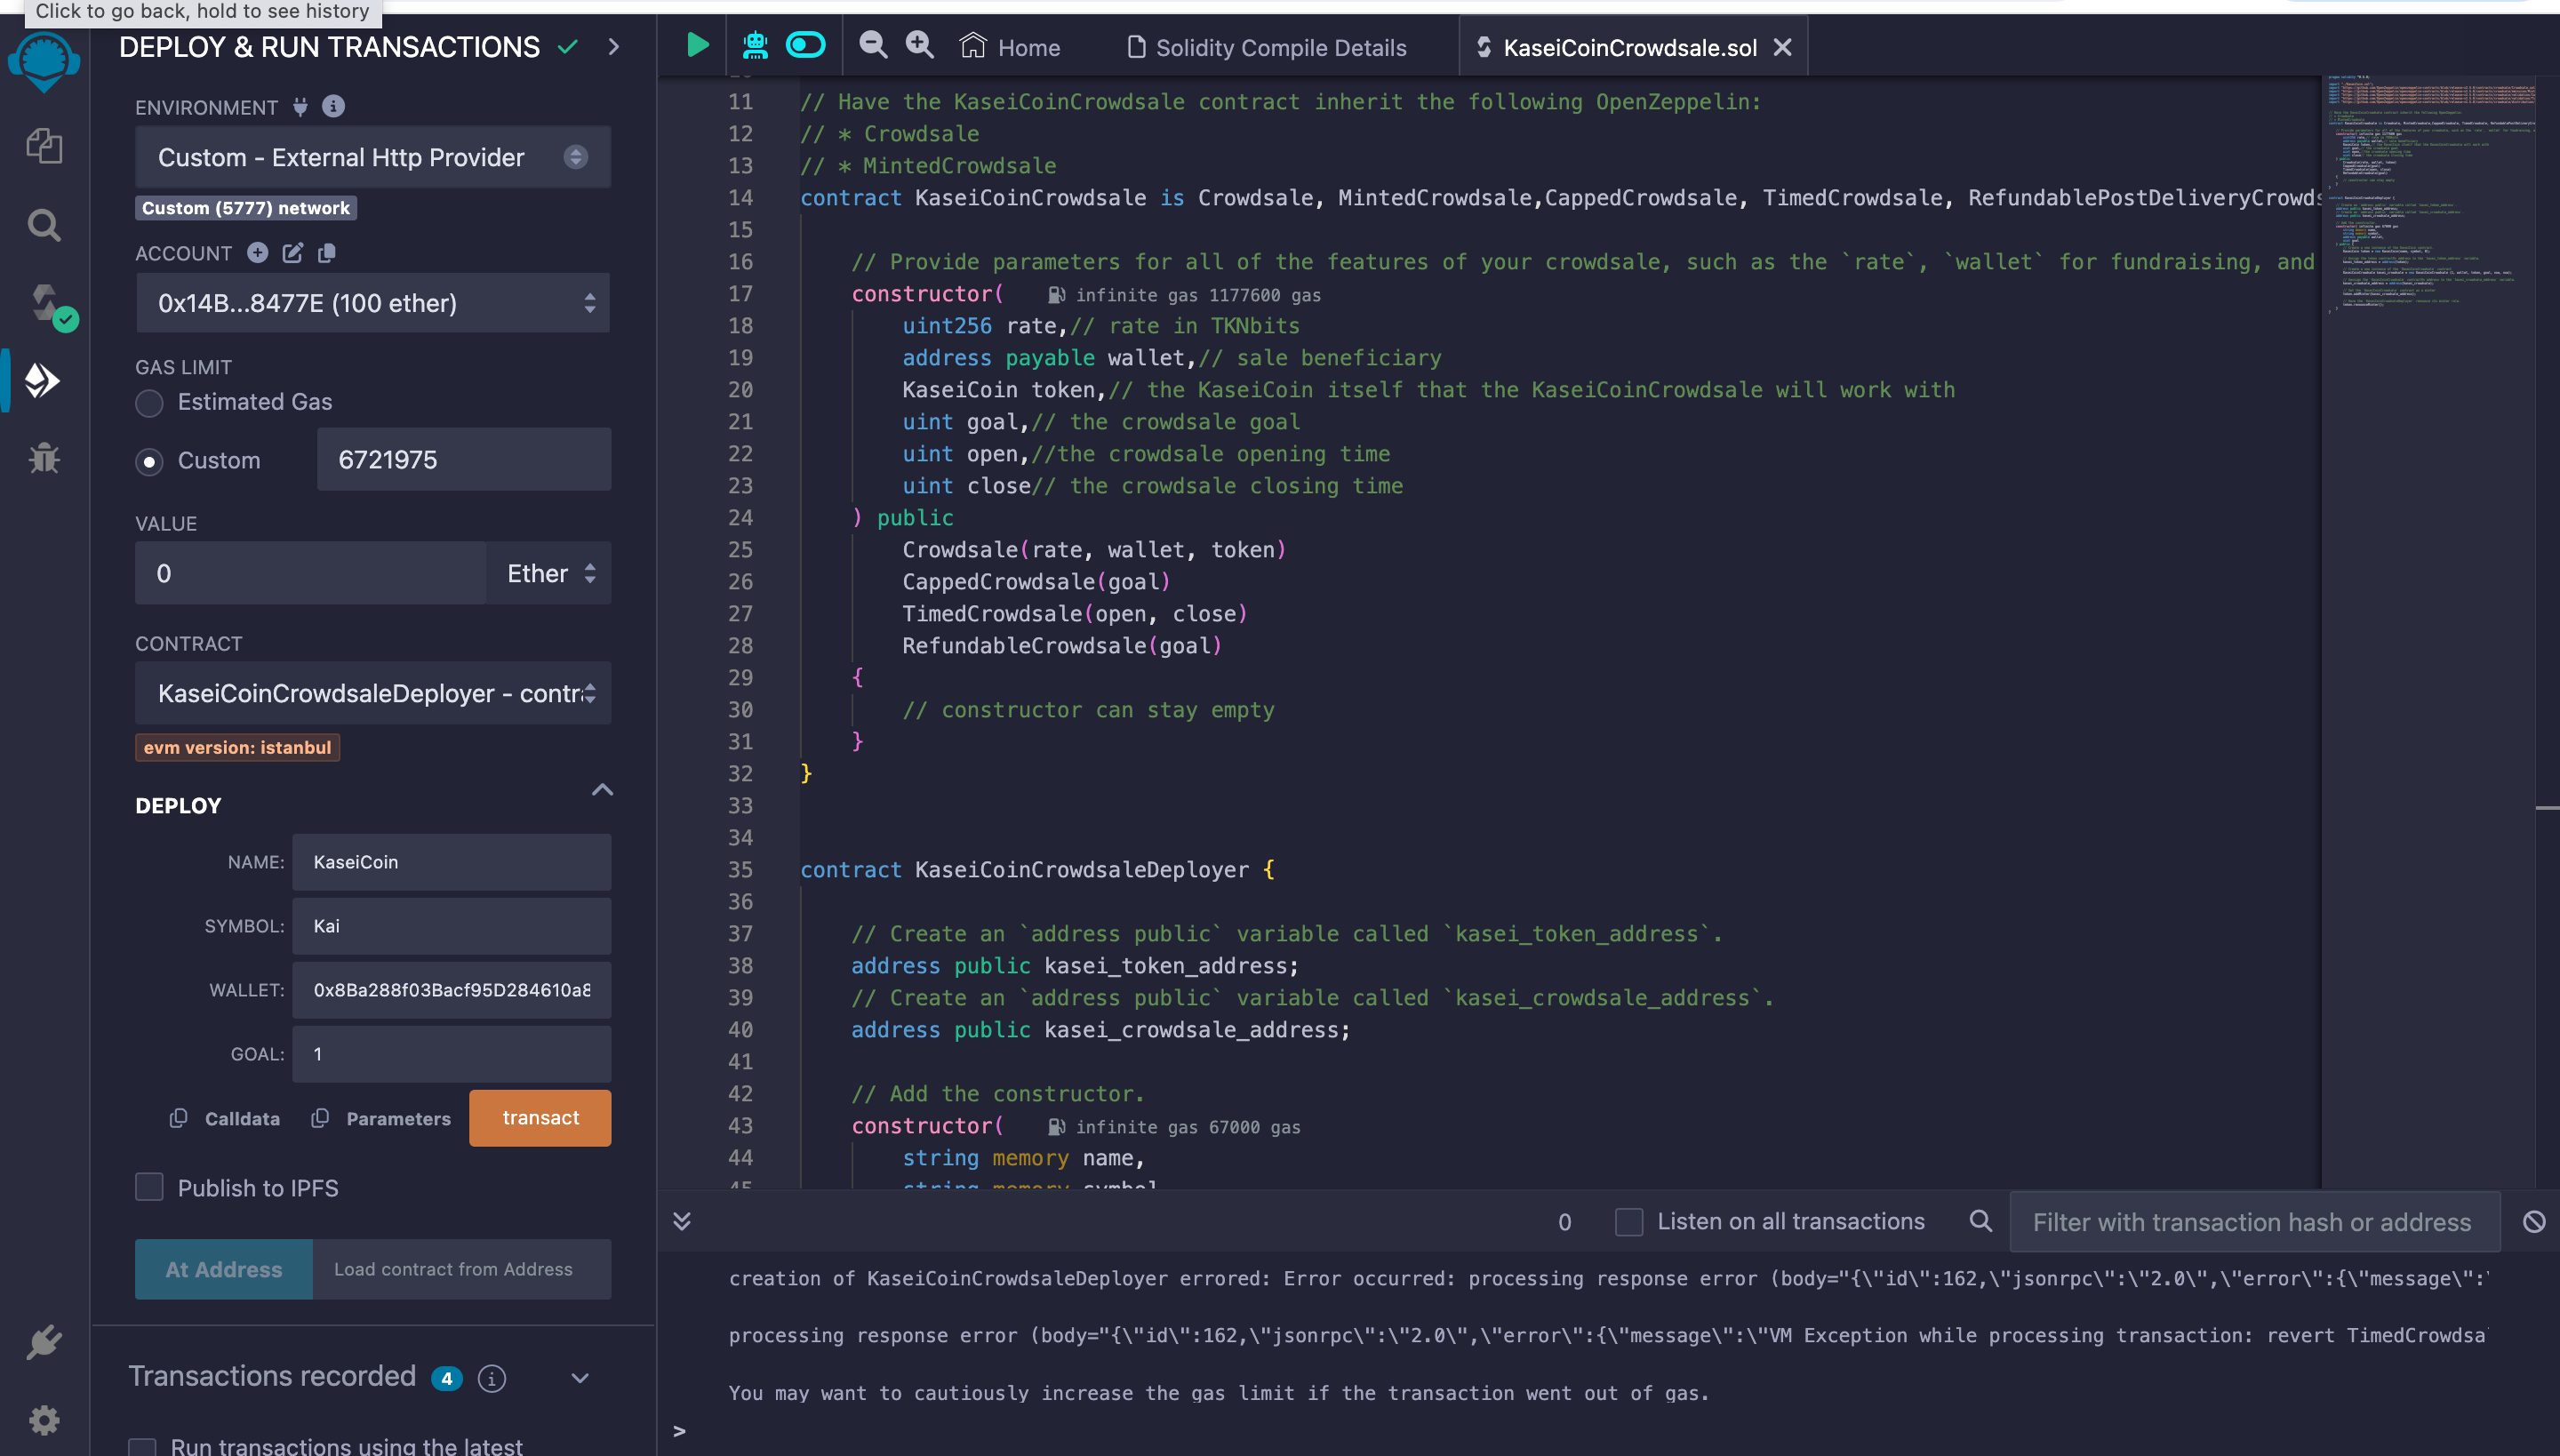 Click to go back, hold to see history
DEPLOY & RUN TRANSACTIONS
ENVIRONMENT
Custom - External Http Provider
Custom (5777) network
ACCOUNT
0x14B...8477E (100 ether)
GAS LIMIT
Estimated Gas
Custom
6721975
VALUE
0
Ether
CONTRACT
KaseiCoinCrowdsaleDeployer - contra
evm version: istanbul
DEPLOY
NAME:
KaseiCoin
SYMBOL:
Kai
WALLET:
0x8Ba288f03Bacf95D284610a8
GOAL:
1
Calldata
Parameters
transact
Publish to IPFS
At Address
Load contract from Address
Transactions recorded 4
Run transactions using the latest
Home
Solidity Compile Details
KaseiCoinCrowdsale.sol
11 // Have the KaseiCoinCrowdsale contract inherit the following OpenZeppelin:
12 // * Crowdsale
13 // * MintedCrowdsale
14 contract KaseiCoinCrowdsale is Crowdsale, MintedCrowdsale,CappedCrowdsale, TimedCrowdsale, RefundablePostDeliveryCrowds
15
16 // Provide parameters for all of the features of your crowdsale, such as the `rate`, `wallet` for fundraising, and
17 constructor( infinite gas 1177600 gas
18 uint256 rate,// rate in TKNbits
19 address payable wallet,// sale beneficiary
20 KaseiCoin token,// the KaseiCoin itself that the KaseiCoinCrowdsale will work with
21 uint goal,// the crowdsale goal
22 uint open,//the crowdsale opening time
23 uint close// the crowdsale closing time
24 ) public
25 Crowdsale(rate, wallet, token)
26 CappedCrowdsale(goal)
27 TimedCrowdsale(open, close)
28 RefundableCrowdsale(goal)
29 {
30 // constructor can stay empty
31 }
32 }
33
34
35 contract KaseiCoinCrowdsaleDeployer {
36
37 // Create an `address public` variable called `kasei_token_address`.
38 address public kasei_token_address;
39 // Create an `address public` variable called `kasei_crowdsale_address`.
40 address public kasei_crowdsale_address;
41
42 // Add the constructor.
43 constructor( infinite gas 67000 gas
44 string memory name,
45 string memory symbol
0
Listen on all transactions
Filter with transaction hash or address
creation of KaseiCoinCrowdsaleDeployer errored: Error occurred: processing response error (body="{\"id\":162,\"jsonrpc\":\"2.0\",\"error\":{\"message\":
processing response error (body="{\"id\":162,\"jsonrpc\":\"2.0\",\"error\":{\"message\":\"VM Exception while processing transaction: revert TimedCrowdsa
You may want to cautiously increase the gas limit if the transaction went out of gas.
>